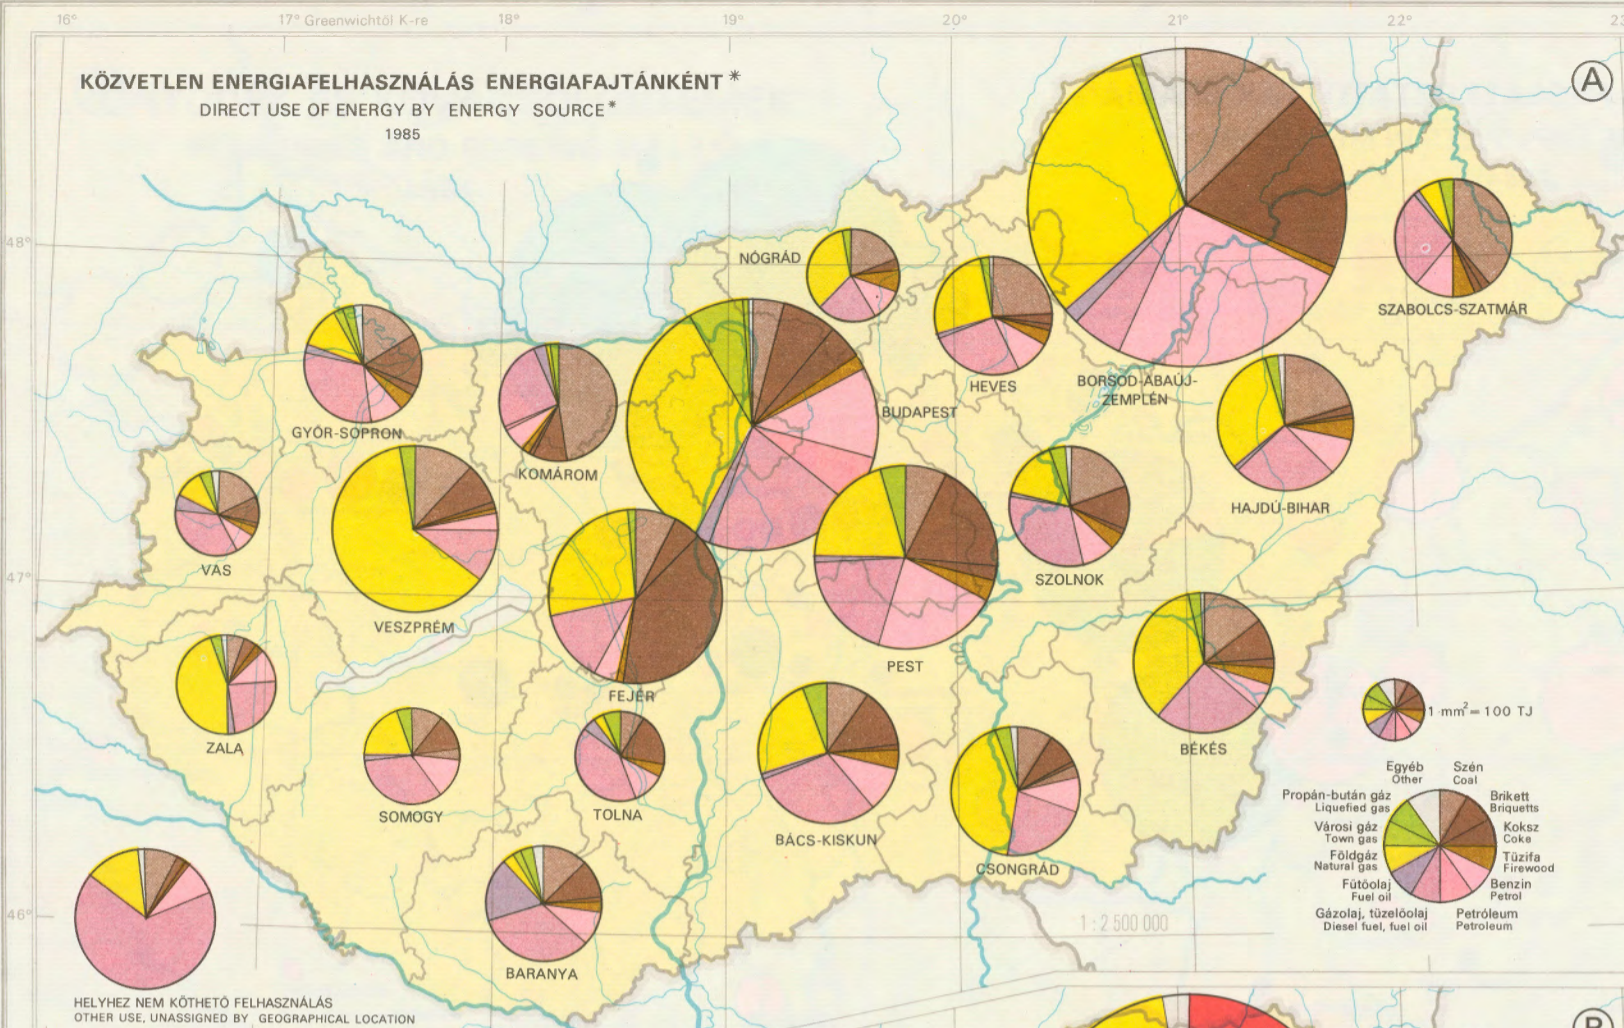 16°
17° Greenwichtől K-re
18°
19°
20°
21°
22°
KÖZVETLEN ENERGIAFELHASZNÁLÁS ENERGIAFAJTÁNKÉNT*
DIRECT USE OF ENERGY BY ENERGY SOURCE*
1985
A
48°
NÓGRÁD
SZABOLCS-SZATMÁR
HEVES
BORSOD-ABAÚJ-
ZEMPLÉN
BUDAPEST
GYŐR-SOPRON
KOMÁROM
HAJDÚ-BIHAR
VAS
47°
SZOLNOK
VESZPRÉM
PEST
FEJÉR
ZALA
BÉKÉS
1 mm²= 100 TJ
SOMOGY
TOLNA
BÁCS-KISKUN
CSONGRÁD
Egyéb
Other
Szén
Coal
Propán-bután gáz
Liquefied gas
Brikett
Briquetts
Városi gáz
Town gas
Koksz
Coke
Földgáz
Natural gas
Tüzifa
Firewood
Fűtőolaj
Fuel oil
Benzin
Petrol
Gázolaj, tüzelőolaj
Diesel fuel, fuel oil
Petróleum
Petroleum
46°
1:2 500 000
BARANYA
HELYHEZ NEM KÖTHETŐ FELHASZNÁLÁS
OTHER USE, UNASSIGNED BY GEOGRAPHICAL LOCATION